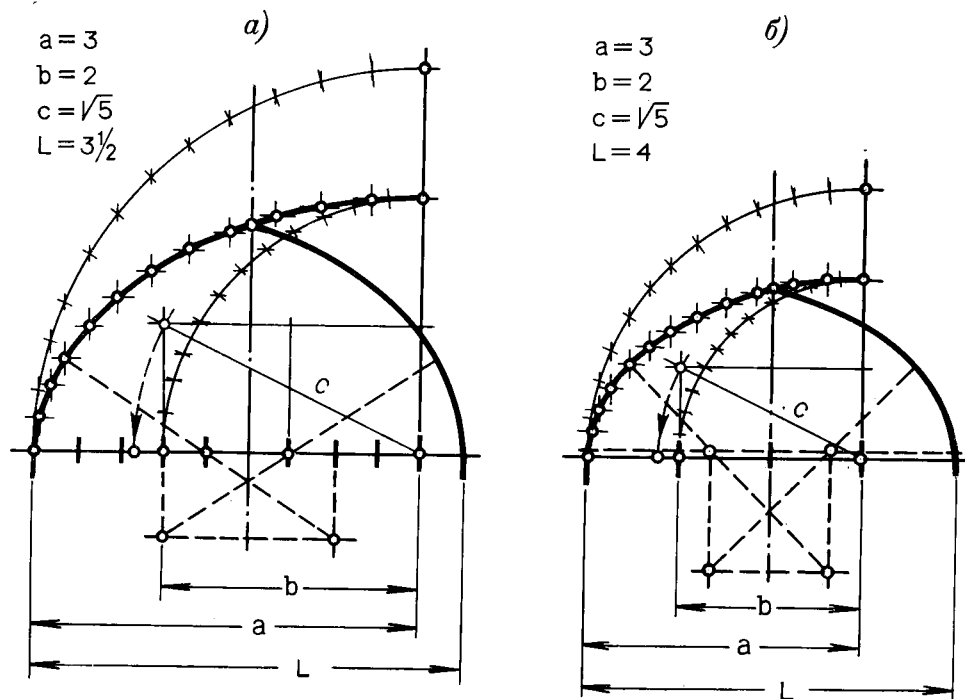 а)
a = 3
b = 2
c = √5
L = 3½
c
b
a
L
б)
a = 3
b = 2
c = √5
L = 4
c
b
a
L